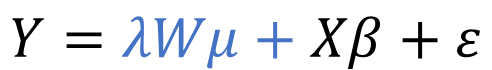 Y = λWμ + Xβ + ε